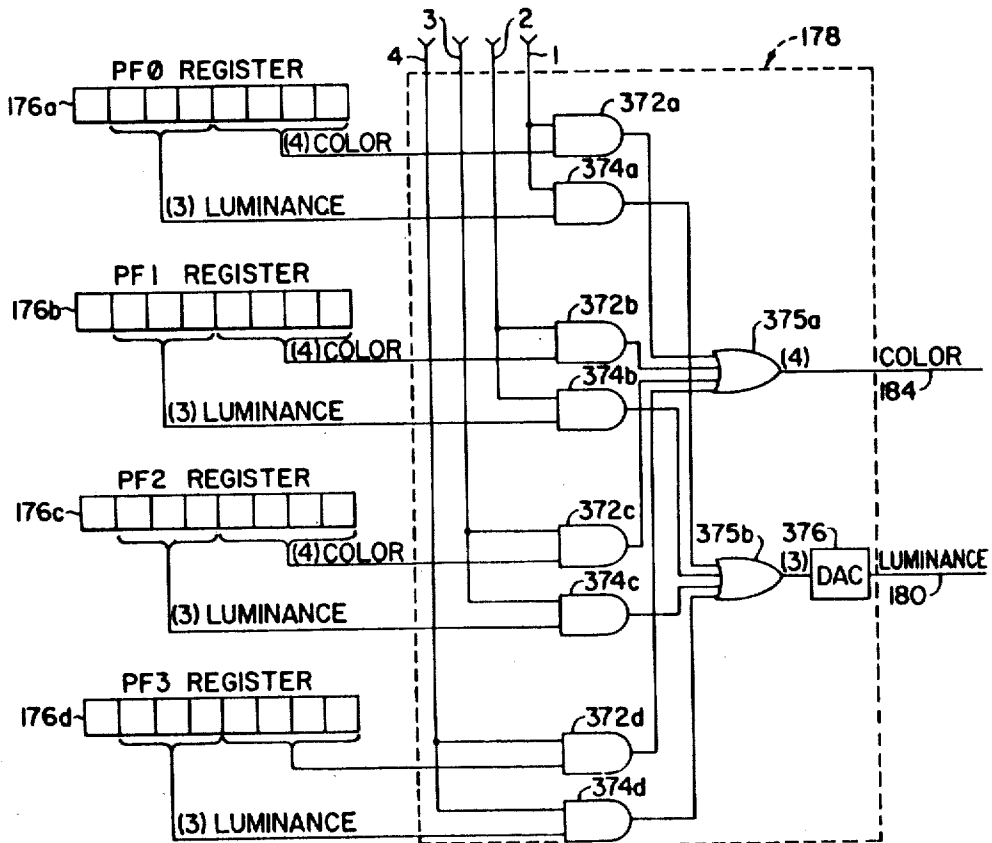 3 2
4 1
178
PF0 REGISTER
176a
372a
(4) COLOR
374a
(3) LUMINANCE
PF1 REGISTER
176b
372b
375a
(4) COLOR
(4)
COLOR
184
374b
(3) LUMINANCE
PF2 REGISTER
176c
372c
375b
376
(4) COLOR
(3)
DAC
LUMINANCE
180
374c
(3) LUMINANCE
PF3 REGISTER
176d
372d
374d
(3) LUMINANCE